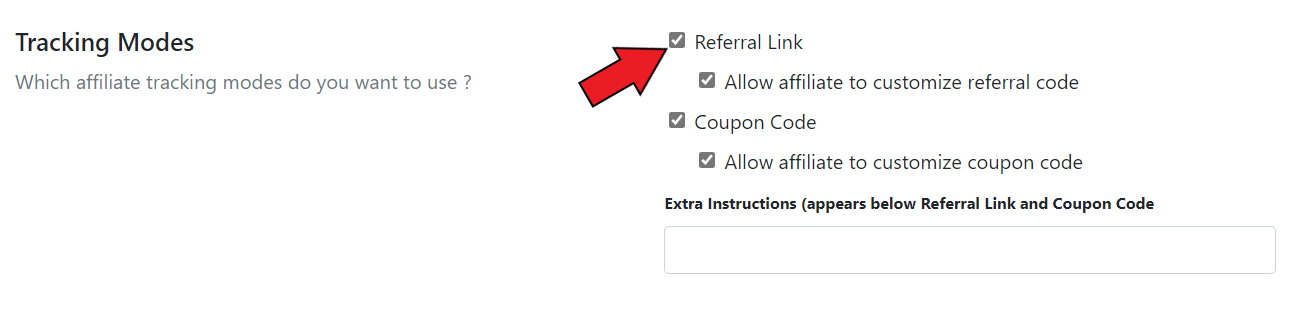 Tracking Modes
Which affiliate tracking modes do you want to use ?
Referral Link
Allow affiliate to customize referral code
Coupon Code
Allow affiliate to customize coupon code
Extra Instructions (appears below Referral Link and Coupon Code